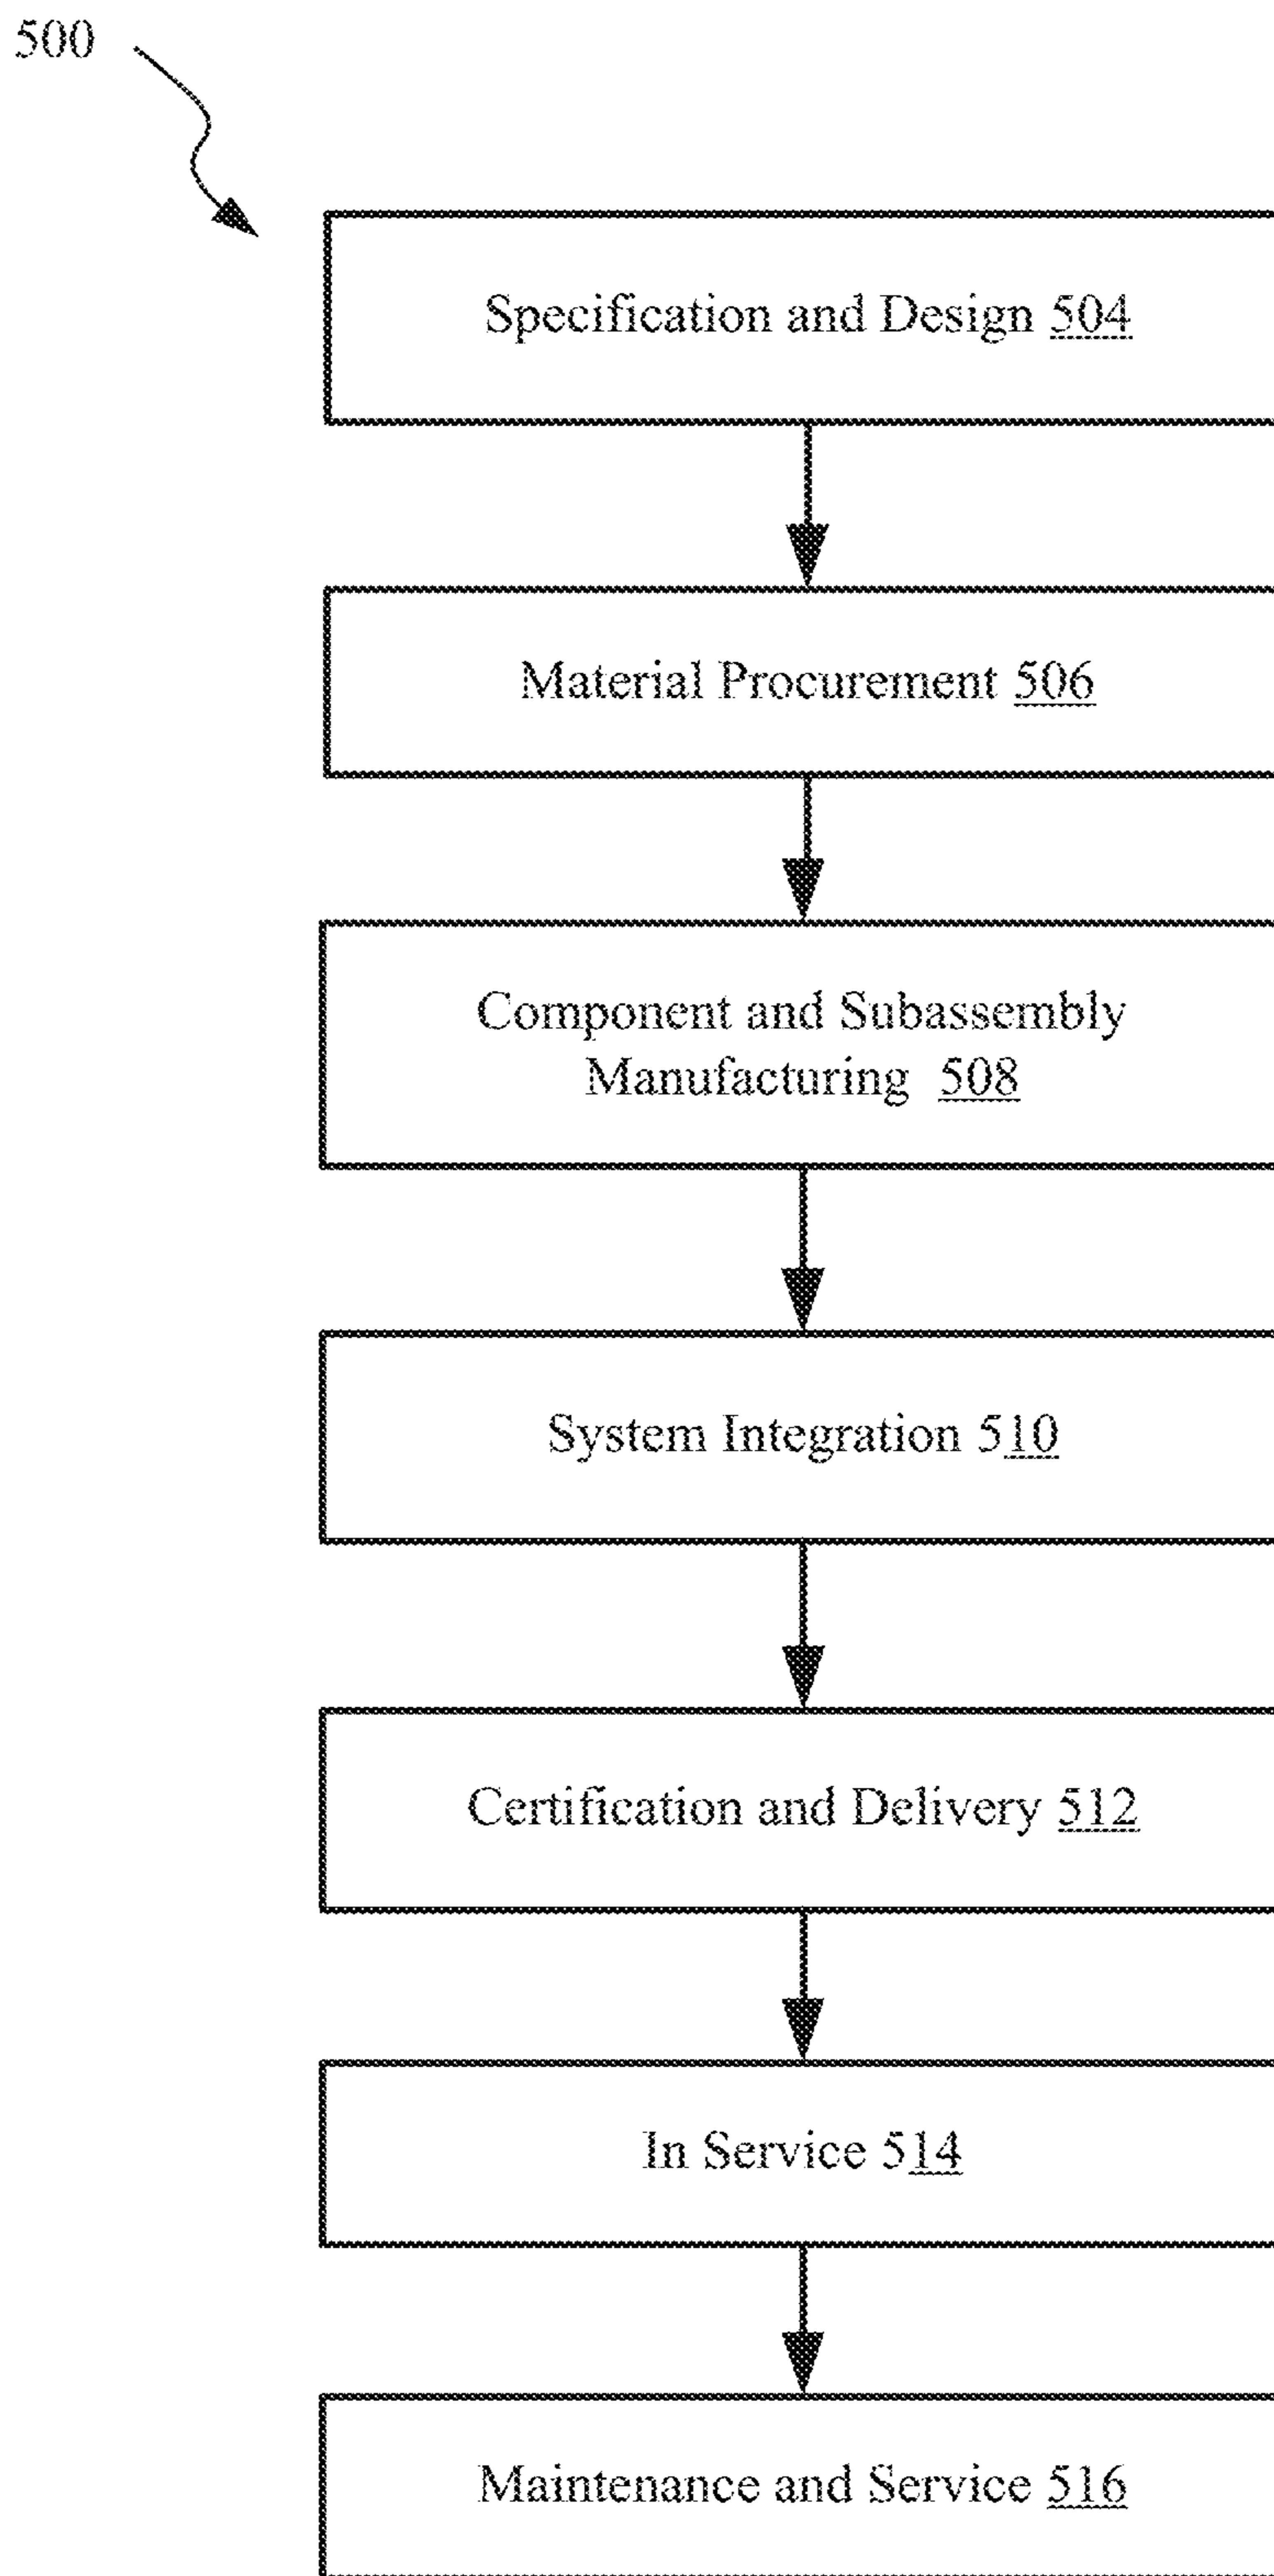 500
Specification and Design 504
Material Procurement 506
Component and Subassembly
Manufacturing 508
System Integration 510
Certification and Delivery 512
In Service 514
Maintenance and Service 516